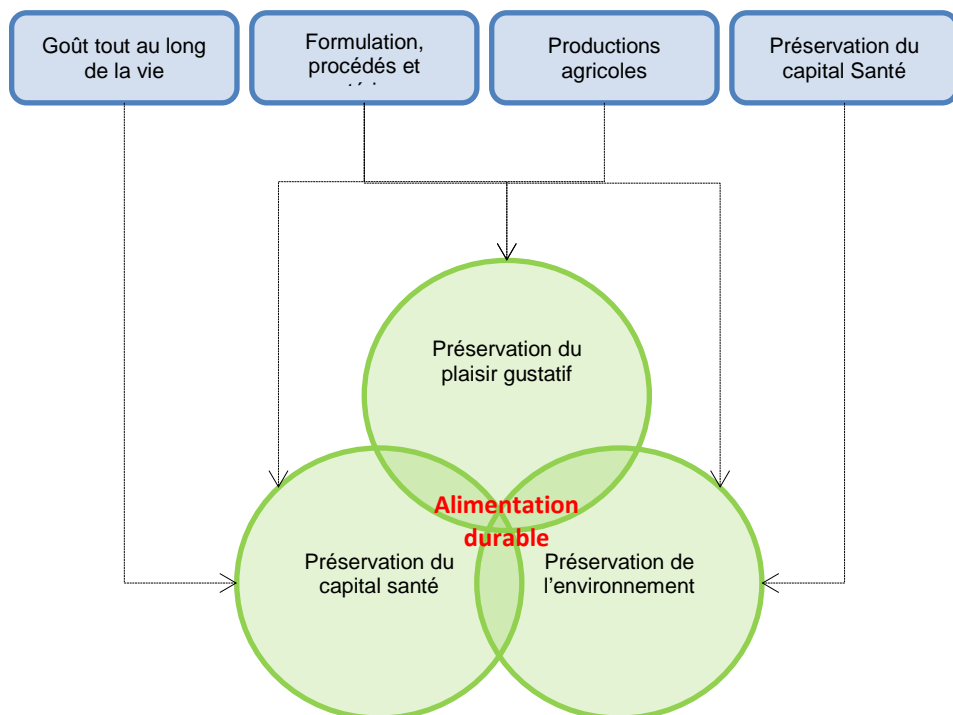 Goût tout au long
de la vie
Formulation,
procédés et
Productions
agricoles
Préservation du
capital Santé
Préservation du
plaisir gustatif
Alimentation
durable
Préservation du
capital santé
Préservation de
l'environnement